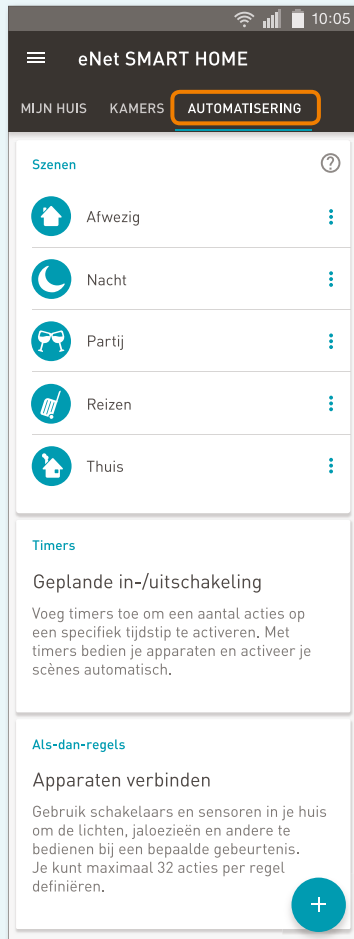 10:05
eNet SMART HOME
MIJN HUIS KAMERS AUTOMATISERING
Szenen
Afwezig
Nacht
Partij
Reizen
Thuis
Timers
Geplande in-/uitschakeling
Voeg timers toe om een aantal acties op
een specifiek tijdstip te activeren. Met
timers bedien je apparaten en activeer je
scènes automatisch.
Als-dan-regels
Apparaten verbinden
Gebruik schakelaars en sensoren in je huis
om de lichten, jaloezieën en andere te
bedienen bij een bepaalde gebeurtenis.
Je kunt maximaal 32 acties per regel
definiëren.